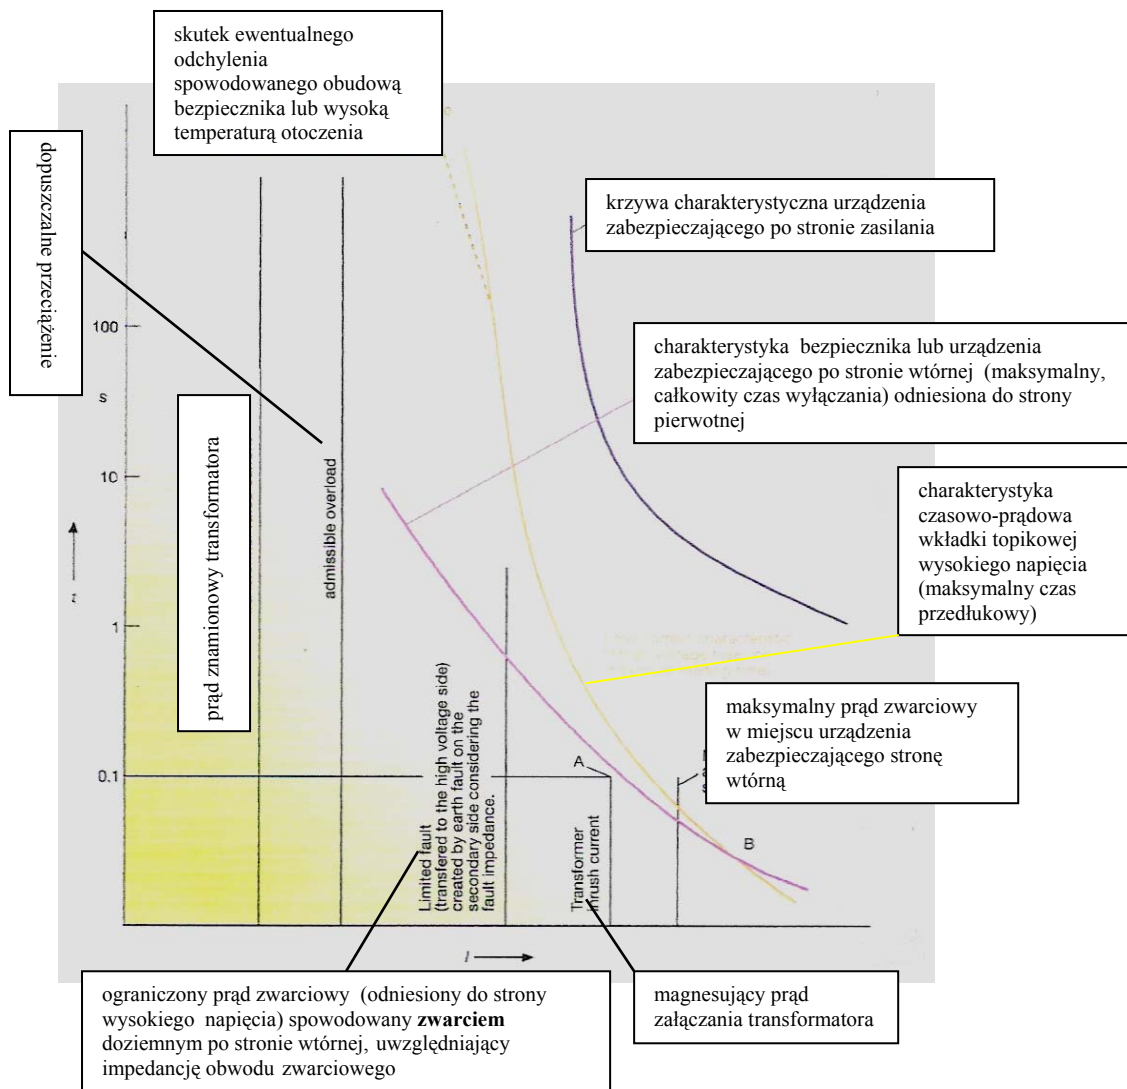 skutek ewentualnego
odchylenia
spowodowanego obudową
bezpiecznika lub wysoką
temperaturą otoczenia
dopuszczalne przeciążenie
krzywa charakterystyczna urządzenia
zabezpieczającego po stronie zasilania
100
s
charakterystyka bezpiecznika lub urządzenia
zabezpieczającego po stronie wtórnej (maksymalny,
całkowity czas wyłączania) odniesiona do strony
pierwotnej
prąd znamionowy transformatora
admissible overload
10
charakterystyka
czasowo-prądowa
wkładki topikowej
wysokiego napięcia
(maksymalny czas
przedłukowy)
1
maksymalny prąd zwarciowy
w miejscu urządzenia
zabezpieczającego stronę
wtórną
0.1
A
B
Limited fault
(transfered to the high voltage side)
created by earth fault on the
secondary side considering the
fault impedance.
Transformer
inrush current
I
ograniczony prąd zwarciowy (odniesiony do strony
wysokiego napięcia) spowodowany zwarciem
doziemnym po stronie wtórnej, uwzględniający
impedancję obwodu zwarciowego
magnesujący prąd
załączania transformatora